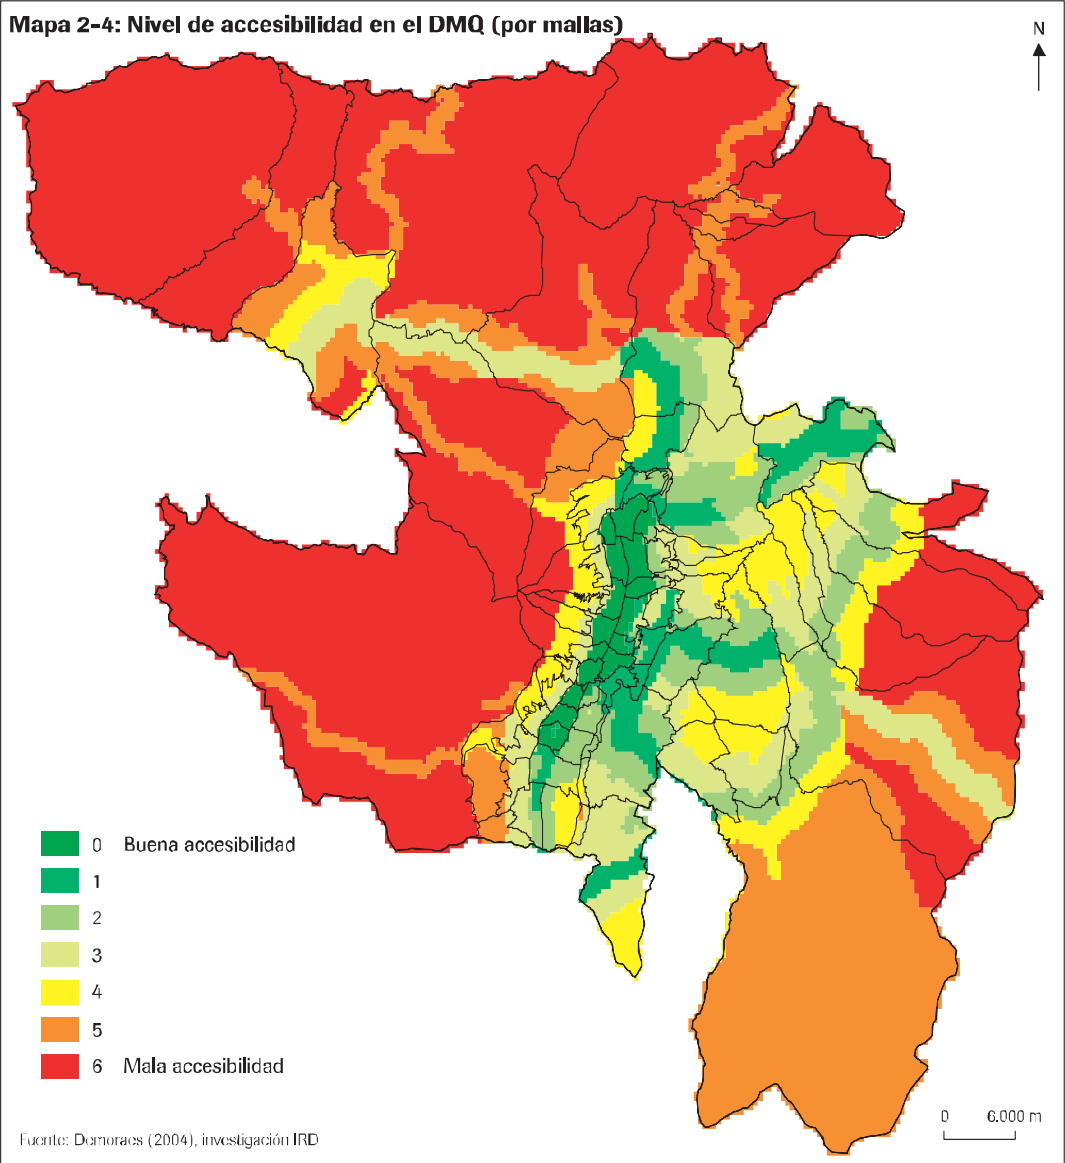 Mapa 2-4: Nivel de accesibilidad en el DMQ (por mallas)
N
0 Buena accesibilidad
1
2
3
4
5
6 Mala accesibilidad
0 6.000 m
Fuente: Demoraes (2004), investigación IRD